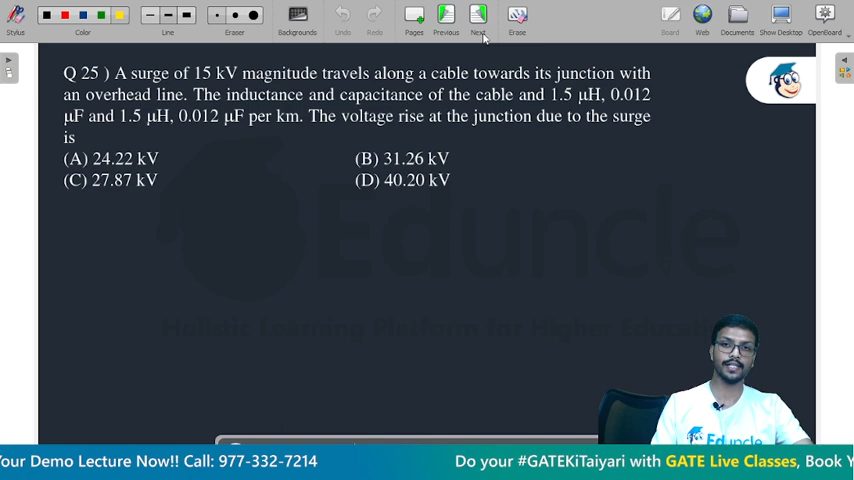 Stylus
Color
Line
Eraser
Backgrounds
Undo
Redo
Pages
Previous
Next
Erase
Board
Web
Documents
Show Desktop
OpenBoard
Q 25 ) A surge of 15 kV magnitude travels along a cable towards its junction with
an overhead line. The inductance and capacitance of the cable and 1.5 μH, 0.012
μF and 1.5 μH, 0.012 μF per km. The voltage rise at the junction due to the surge
is
(A) 24.22 kV (B) 31.26 kV
(C) 27.87 kV (D) 40.20 kV
Eduncle
Holistic Learning Platform for Higher Educati
Eduncle
Your Demo Lecture Now!! Call: 977-332-7214 Do your #GATEKiTaiyari with GATE Live Classes, Book Y